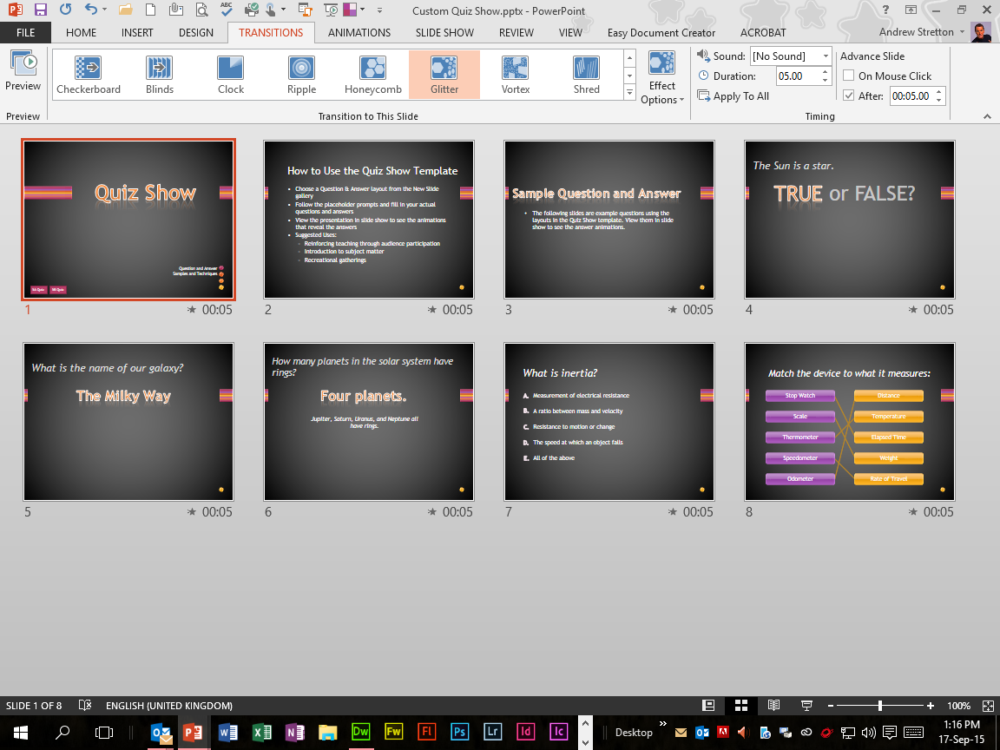 Custom Quiz Show.pptx - PowerPoint
FILE HOME INSERT DESIGN TRANSITIONS ANIMATIONS SLIDE SHOW REVIEW VIEW Easy Document Creator ACROBAT Andrew Stretton
Preview
Checkerboard Blinds Clock Ripple Honeycomb Glitter Vortex Shred
Effect
Options
Sound: [No Sound]
Duration: 05.00
Apply To All
Advance Slide
On Mouse Click
After: 00:05.00
Preview Transition to This Slide Timing
Quiz Show
Question and Answer
Samples and Techniques
1 00:05
How to Use the Quiz Show Template
Choose a Question & Answer layout from the New Slide
gallery
Follow the placeholder prompts and fill in your actual
questions and answers
View the presentation in slide show to see the animations
that reveal the answers
Suggested Uses:
Reinforcing teaching through audience participation
Introduction to subject matter
Recreational gatherings
2 00:05
Sample Question and Answer
The following slides are example questions using the
layouts in the Quiz Show template. View them in slide
show to see the answer animations.
3 00:05
The Sun is a star.
TRUE or FALSE?
4 00:05
What is the name of our galaxy?
The Milky Way
5 00:05
How many planets in the solar system have
rings?
Four planets.
Jupiter, Saturn, Uranus, and Neptune all
have rings.
6 00:05
What is inertia?
A. Measurement of electrical resistance
B. A ratio between mass and velocity
C. Resistance to motion or change
D. The speed at which an object falls
E. All of the above
7 00:05
Match the device to what it measures:
Stop Watch Distance
Scale Temperature
Thermometer Elapsed Time
Speedometer Weight
Odometer Rate of Travel
8 00:05
SLIDE 1 OF 8 ENGLISH (UNITED KINGDOM) 100%
Dw Fw Fl Ps Lr Id Ic
Desktop
1:16 PM
17-Sep-15